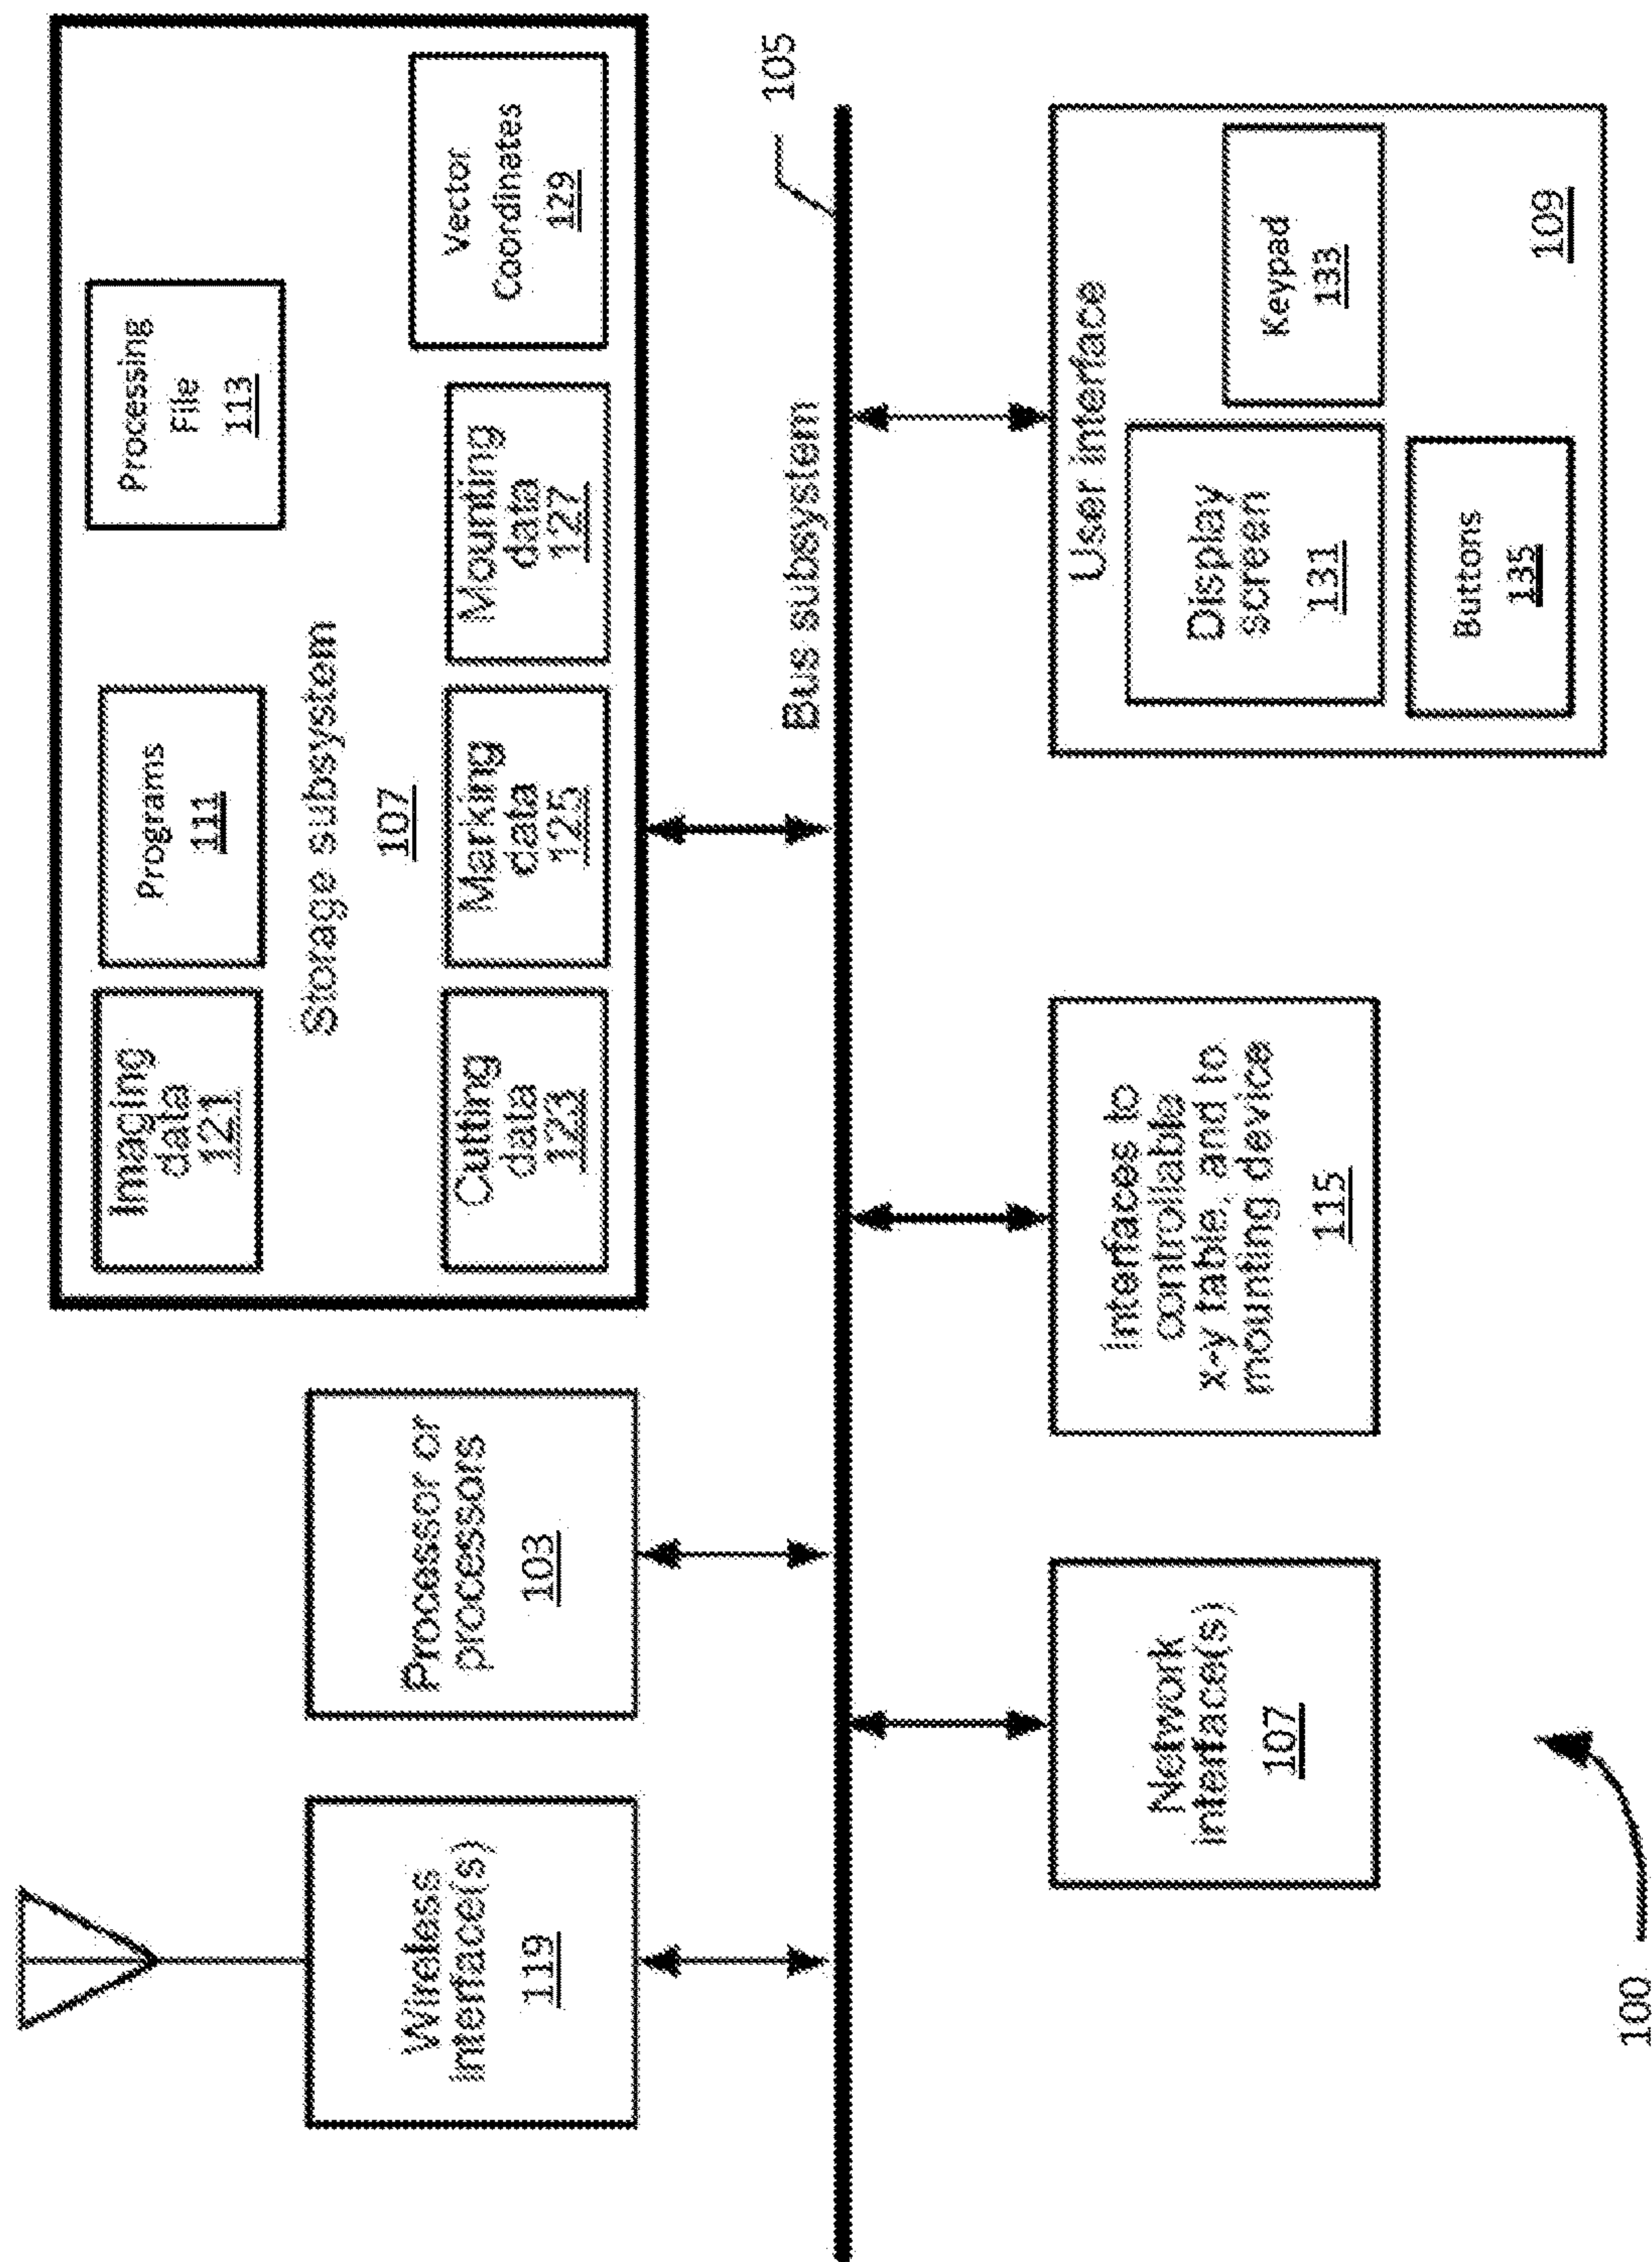 Wireless
interface(s)
119
Processor or
processors
103
Imaging
data
121
Programs
111
Processing
File
113
Storage subsystem
107
Cutting
data
123
Marking
data
125
Mounting
data
127
Vector
Coordinates
129
Bus subsystem
105
Network
interface(s)
107
Interfaces to
controllable
x-y table, and to
mounting device
115
User interface
Display
screen
131
Keypad
133
Buttons
135
109
100